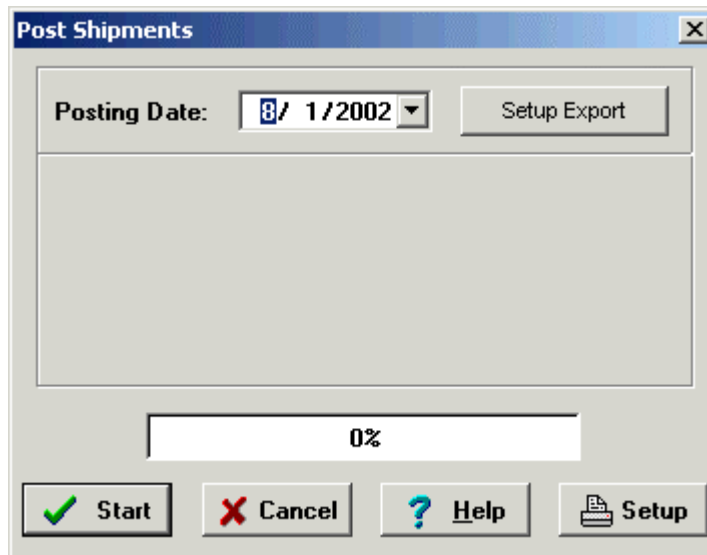 Post Shipments
Posting Date: 8/ 1/2002 Setup Export
0%
Start Cancel Help Setup